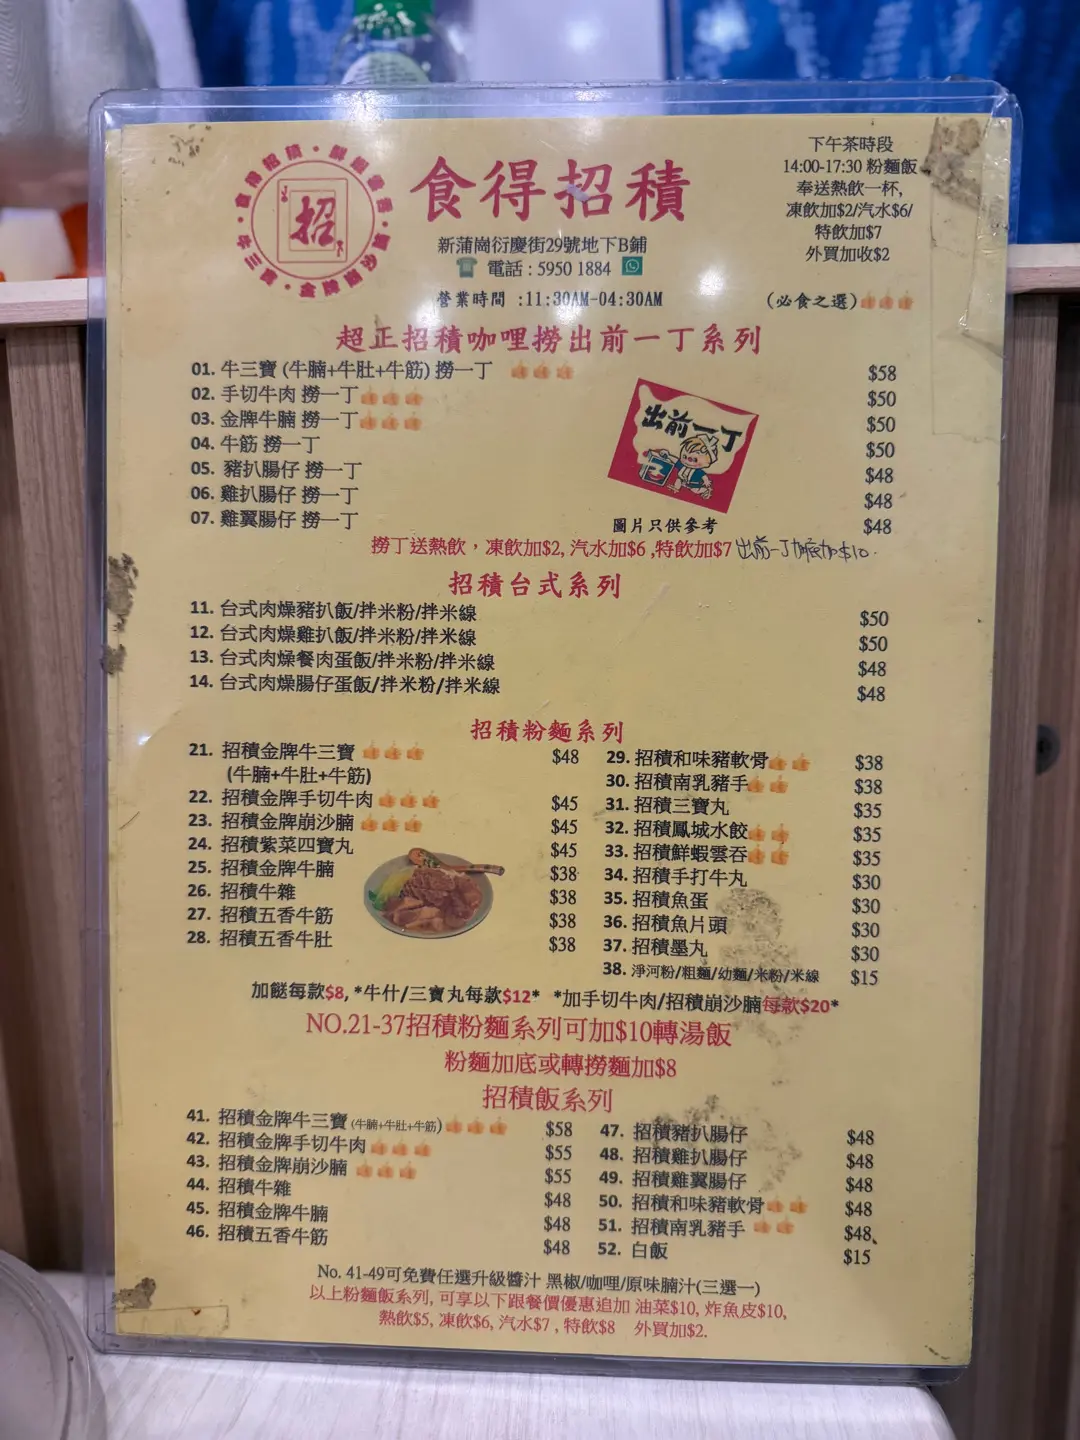 食得招積
新蒲崗衍慶街29號地下B鋪
電話 : 5950 1884
營業時間 :11:30AM-04:30AM
下午茶時段
14:00-17:30 粉麵飯
奉送熱飲一杯,
凍飲加$2/汽水$6/
特飲加$7
外買加收$2
(必食之選)
招
超正招積咖哩撈出前一丁系列
01. 牛三寶 (牛腩+牛肚+牛筋) 撈一丁 $58
02. 手切牛肉 撈一丁 $50
03. 金牌牛腩 撈一丁 $50
04. 牛筋 撈一丁 $50
05. 豬扒腸仔 撈一丁 $48
06. 雞扒腸仔 撈一丁 $48
07. 雞翼腸仔 撈一丁 $48
出前一丁
圖片只供參考
撈丁送熱飲，凍飲加$2, 汽水加$6 ,特飲加$7 出前一丁加底加$10.
招積台式系列
11. 台式肉燥豬扒飯/拌米粉/拌米線 $50
12. 台式肉燥雞扒飯/拌米粉/拌米線 $50
13. 台式肉燥餐肉蛋飯/拌米粉/拌米線 $48
14. 台式肉燥腸仔蛋飯/拌米粉/拌米線 $48
招積粉麵系列
21. 招積金牌牛三寶 $48
(牛腩+牛肚+牛筋)
22. 招積金牌手切牛肉 $45
23. 招積金牌崩沙腩 $45
24. 招積紫菜四寶丸 $45
25. 招積金牌牛腩 $38
26. 招積牛雜 $38
27. 招積五香牛筋 $38
28. 招積五香牛肚 $38
29. 招積和味豬軟骨 $38
30. 招積南乳豬手 $38
31. 招積三寶丸 $35
32. 招積鳳城水餃 $35
33. 招積鮮蝦雲吞 $35
34. 招積手打牛丸 $30
35. 招積魚蛋 $30
36. 招積魚片頭 $30
37. 招積墨丸 $30
38. 淨河粉/粗麵/幼麵/米粉/米線 $15
加餸每款$8, *牛什/三寶丸每款$12* *加手切牛肉/招積崩沙腩每款$20*
NO.21-37招積粉麵系列可加$10轉湯飯
粉麵加底或轉撈麵加$8
招積飯系列
41. 招積金牌牛三寶 (牛腩+牛肚+牛筋) $58
42. 招積金牌手切牛肉 $55
43. 招積金牌崩沙腩 $55
44. 招積牛雜 $48
45. 招積金牌牛腩 $48
46. 招積五香牛筋 $48
47. 招積豬扒腸仔 $48
48. 招積雞扒腸仔 $48
49. 招積雞翼腸仔 $48
50. 招積和味豬軟骨 $48
51. 招積南乳豬手 $48
52. 白飯 $15
No. 41-49可免費任選升級醬汁 黑椒/咖哩/原味腩汁(三選一)
以上粉麵飯系列, 可享以下跟餐價優惠追加 油菜$10, 炸魚皮$10,
熱飲$5, 凍飲$6, 汽水$7 , 特飲$8 外買加$2.